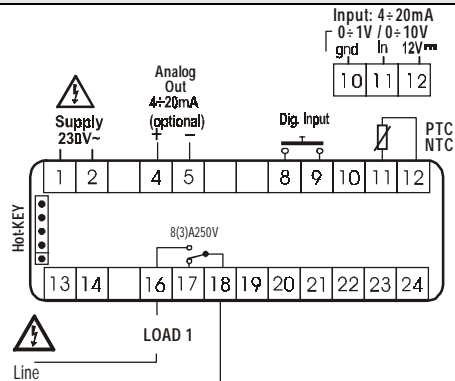 Input: 4÷20mA
0÷1V / 0÷10V
gnd In 12V
10 11 12
Supply
230V~
Analog
Out
4÷20mA
(optional)
+ −
Dig. Input
PTC
NTC
1 2 4 5 8 9 10 11 12
Hot-KEY
8(3)A250V
13 14 16 17 18 19 20 21 22 23 24
LOAD 1
Line